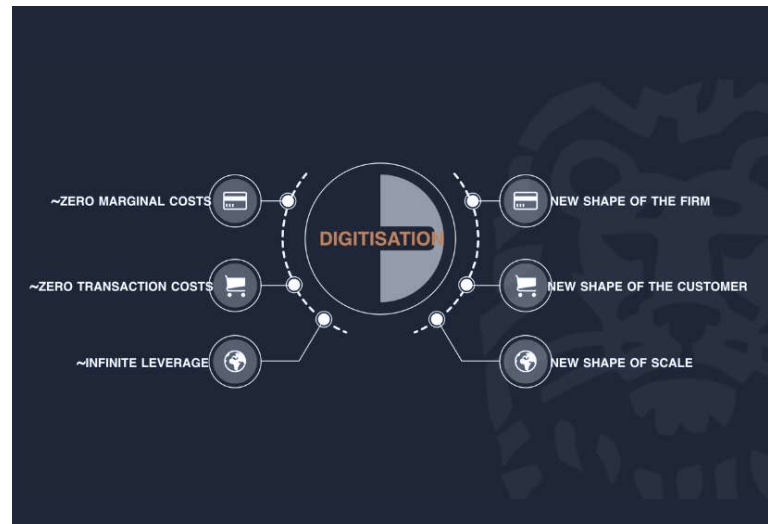 ~ZERO MARGINAL COSTS
NEW SHAPE OF THE FIRM
DIGITISATION
~ZERO TRANSACTION COSTS
NEW SHAPE OF THE CUSTOMER
~INFINITE LEVERAGE
NEW SHAPE OF SCALE